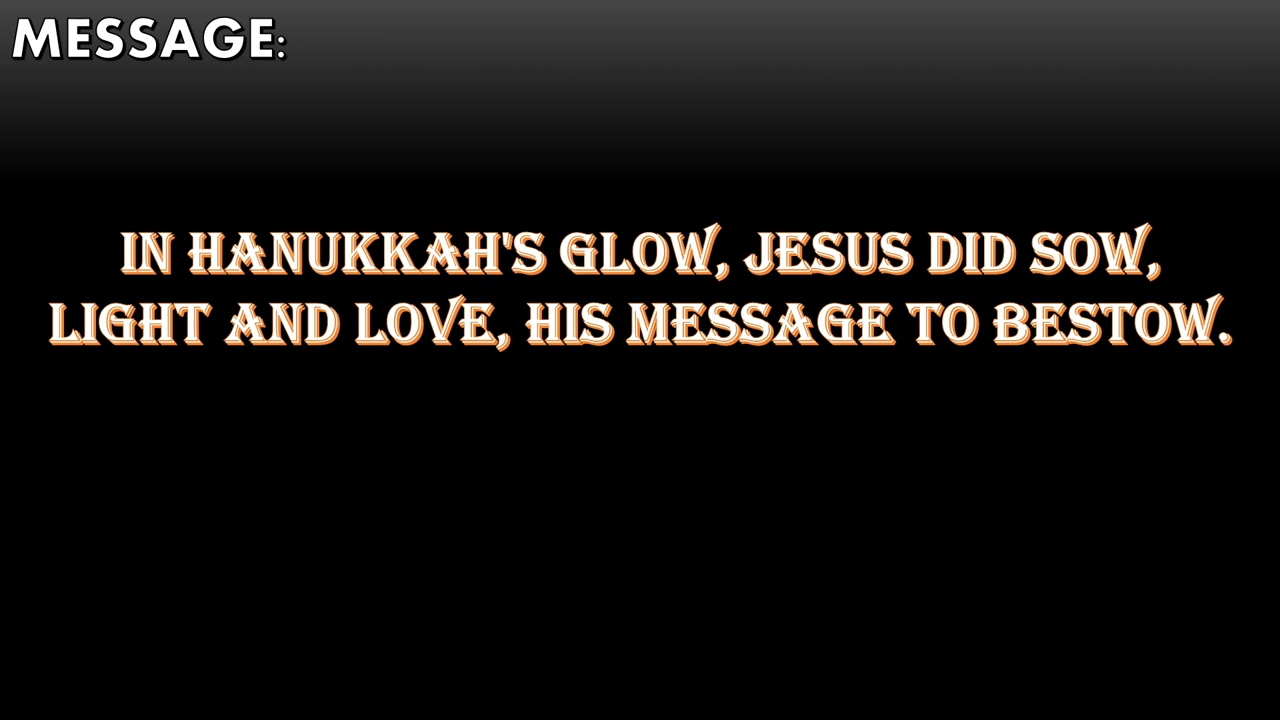 MESSAGE:
IN HANUKKAH'S GLOW, JESUS DID SOW,
LIGHT AND LOVE, HIS MESSAGE TO BESTOW.